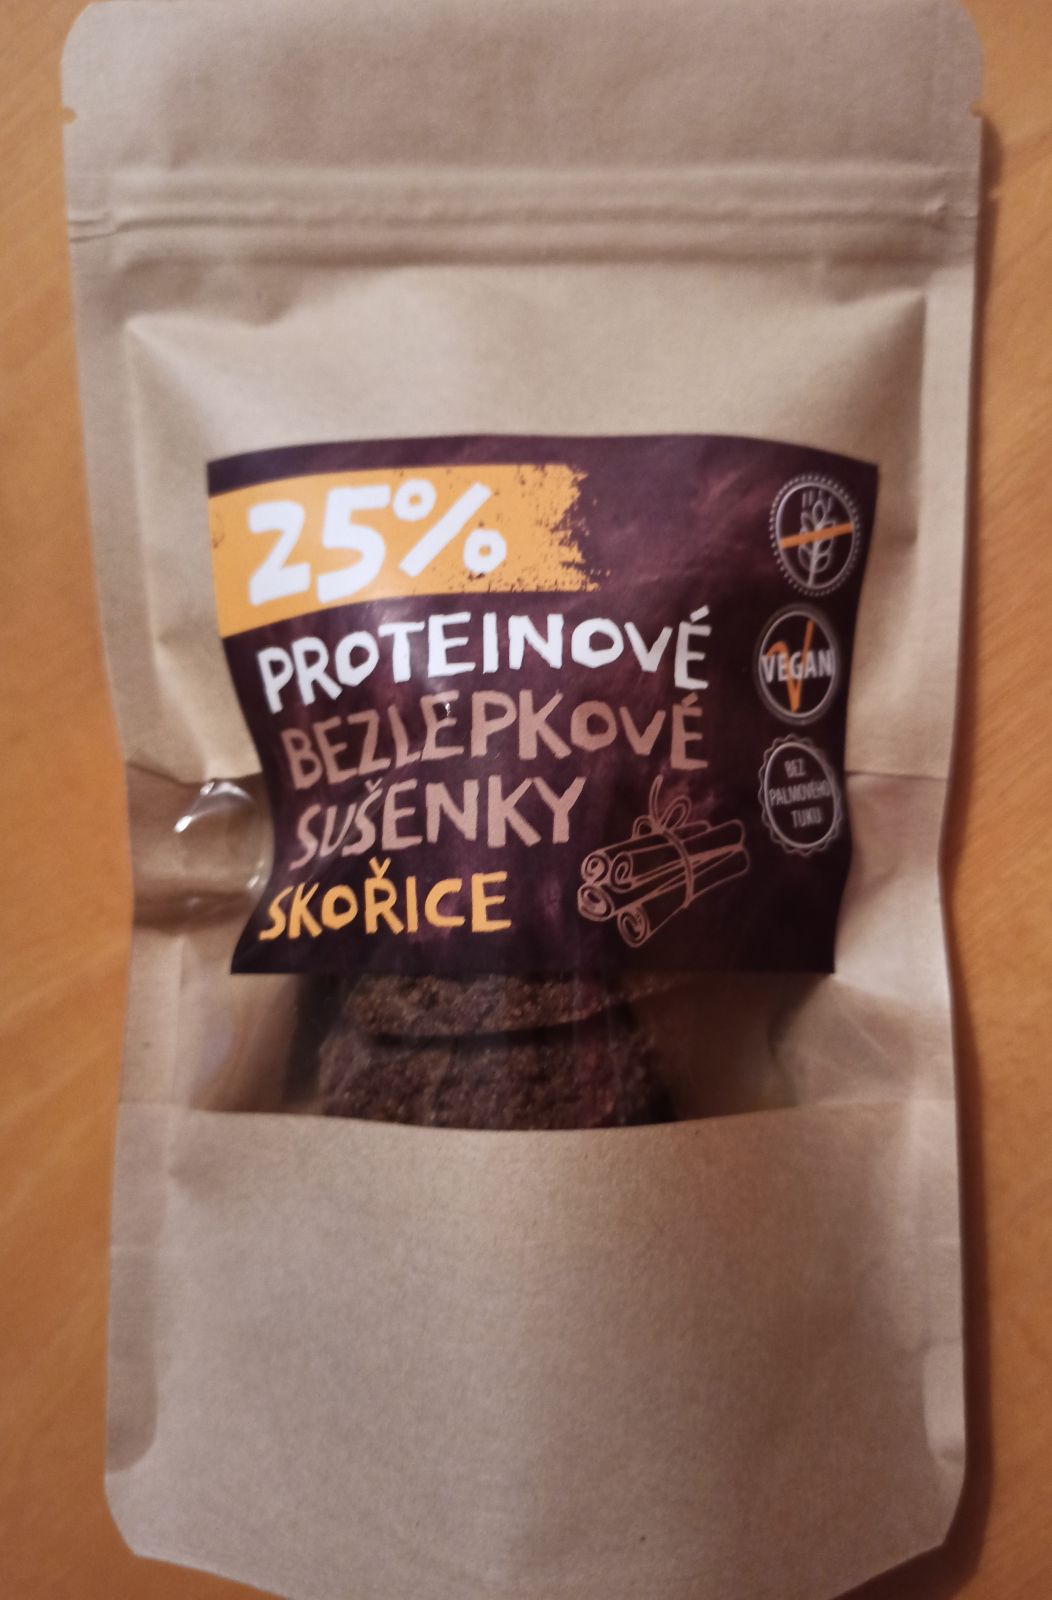 25%
PROTEINOVÉ
BEZLEPKOVÉ
SUŠENKY
SKOŘICE
VEGAN
BEZ
PALMOVÉHO
TUKU